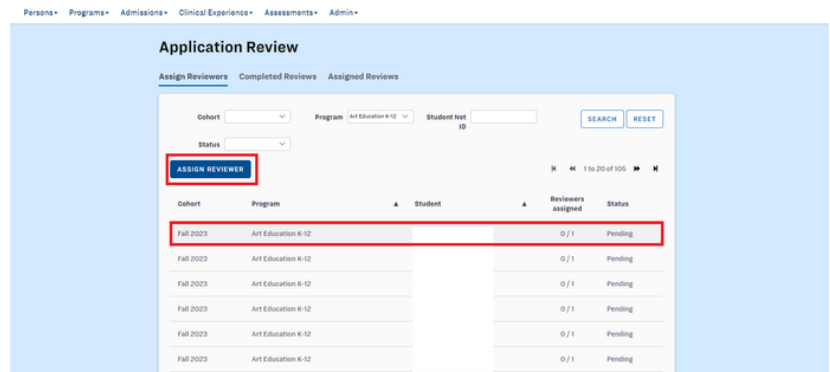 Persons Programs Admissions Clinical Experience Assessments Admin
Application Review
Assign Reviewers Completed Reviews Assigned Reviews
Cohort Program Art Education K-12 Student Net ID SEARCH RESET
Status
ASSIGN REVIEWER 1 to 20 of 105
Cohort Program Student Reviewers assigned Status
Fall 2023 Art Education K-12 0 / 1 Pending
Fall 2023 Art Education K-12 0 / 1 Pending
Fall 2023 Art Education K-12 0 / 1 Pending
Fall 2023 Art Education K-12 0 / 1 Pending
Fall 2023 Art Education K-12 0 / 1 Pending
Fall 2023 Art Education K-12 0 / 1 Pending